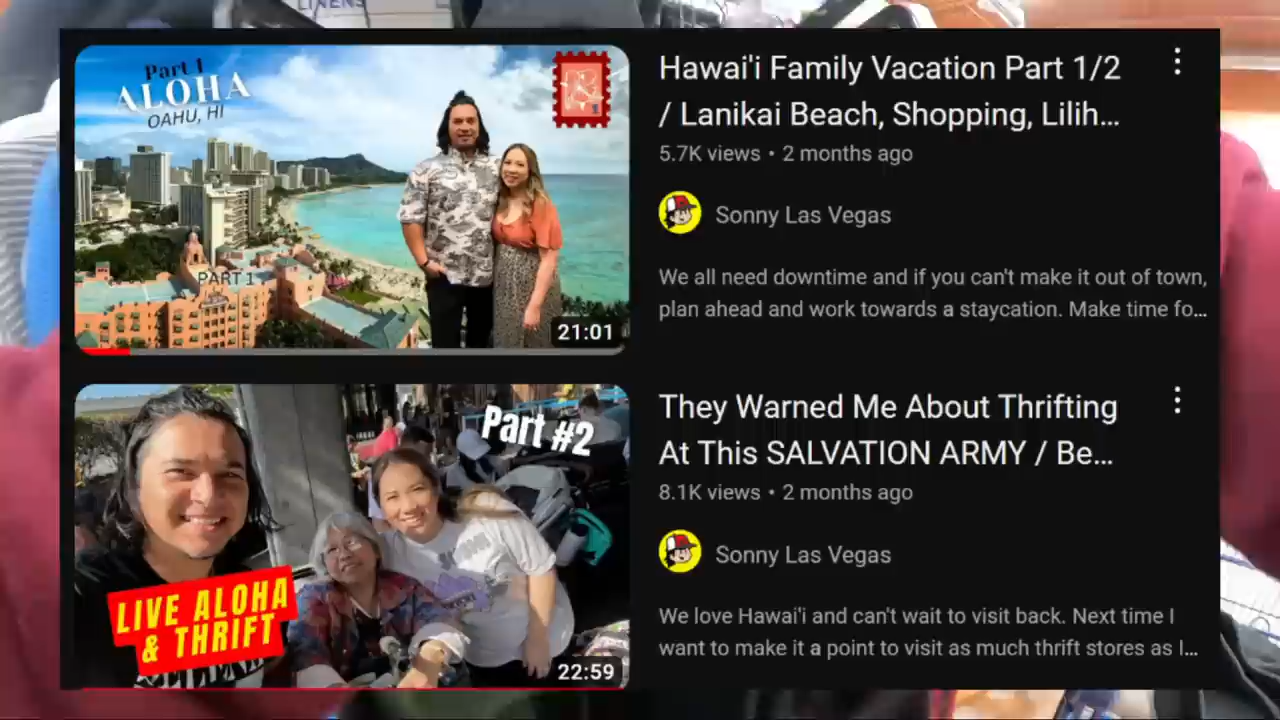 LINENS
Part 1
ALOHA
OAHU, HI
PART 1
21:01
Hawai'i Family Vacation Part 1/2
/ Lanikai Beach, Shopping, Lilih...
5.7K views • 2 months ago
Sonny Las Vegas
We all need downtime and if you can't make it out of town,
plan ahead and work towards a staycation. Make time fo...
Part #2
LIVE ALOHA
& THRIFT
22:59
They Warned Me About Thrifting
At This SALVATION ARMY / Be...
8.1K views • 2 months ago
Sonny Las Vegas
We love Hawai'i and can't wait to visit back. Next time I
want to make it a point to visit as much thrift stores as I...